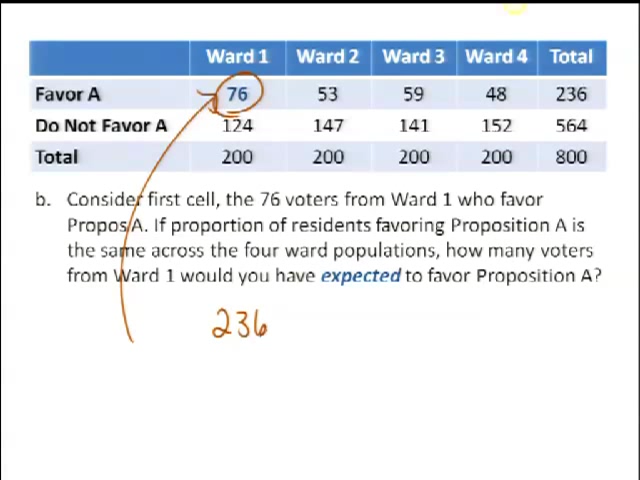 Ward 1 Ward 2 Ward 3 Ward 4 Total
Favor A 76 53 59 48 236
Do Not Favor A 124 147 141 152 564
Total 200 200 200 200 800
b. Consider first cell, the 76 voters from Ward 1 who favor
Propos A. If proportion of residents favoring Proposition A is
the same across the four ward populations, how many voters
from Ward 1 would you have expected to favor Proposition A?
236